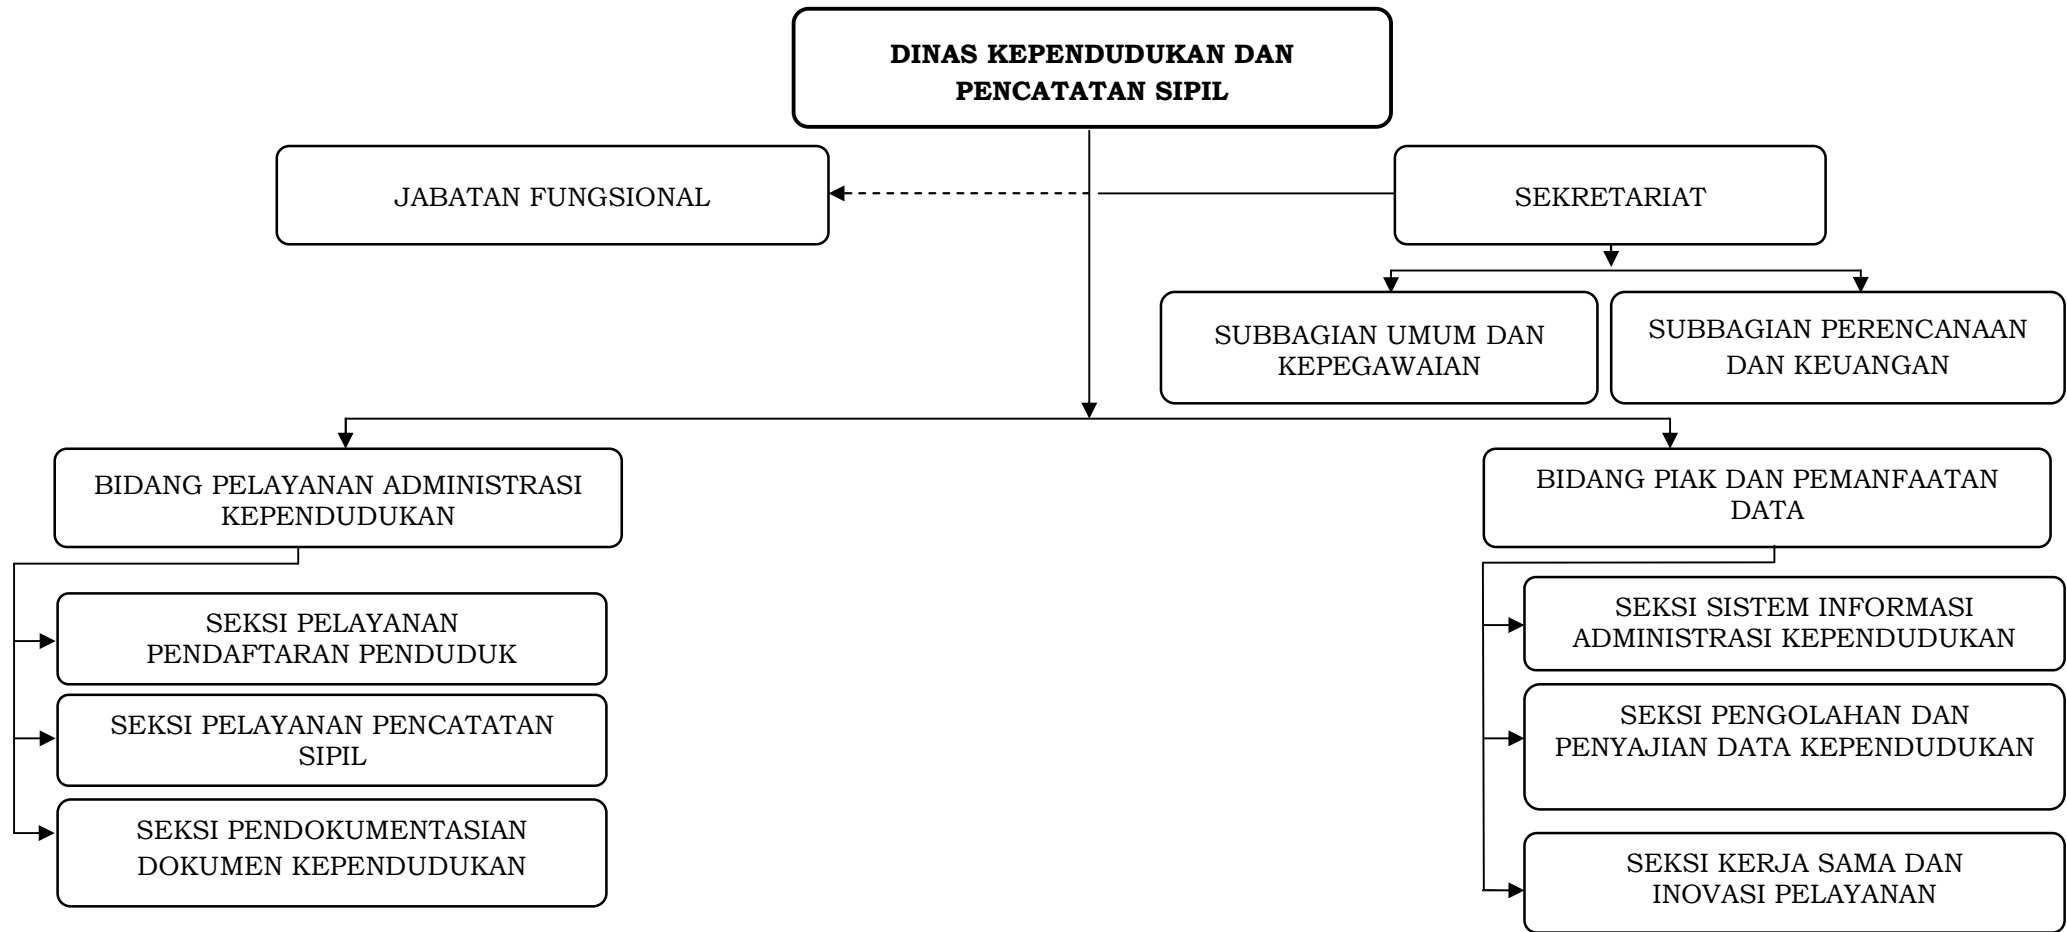 DINAS KEPENDUDUKAN DAN
PENCATATAN SIPIL
JABATAN FUNGSIONAL
SEKRETARIAT
SUBBAGIAN UMUM DAN
KEPEGAWAIAN
SUBBAGIAN PERENCANAAN
DAN KEUANGAN
BIDANG PELAYANAN ADMINISTRASI
KEPENDUDUKAN
BIDANG PIAK DAN PEMANFAATAN
DATA
SEKSI PELAYANAN
PENDAFTARAN PENDUDUK
SEKSI PELAYANAN PENCATATAN
SIPIL
SEKSI PENDOKUMENTASIAN
DOKUMEN KEPENDUDUKAN
SEKSI SISTEM INFORMASI
ADMINISTRASI KEPENDUDUKAN
SEKSI PENGOLAHAN DAN
PENYAJIAN DATA KEPENDUDUKAN
SEKSI KERJA SAMA DAN
INOVASI PELAYANAN